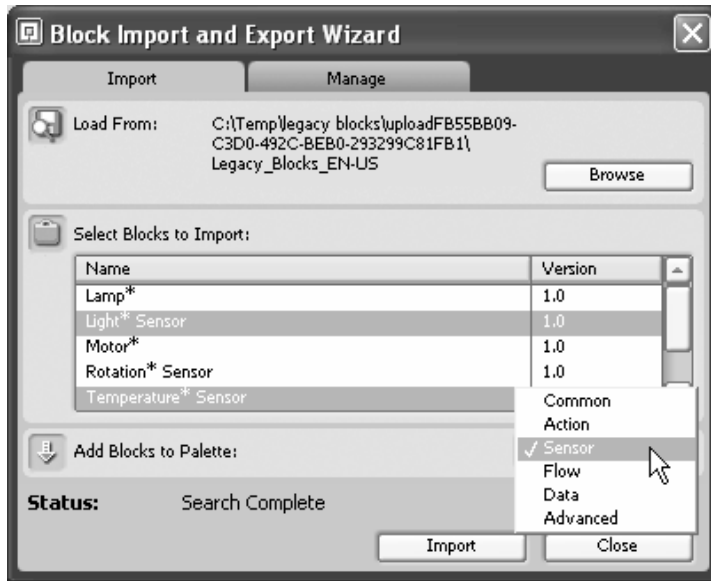 Block Import and Export Wizard
Import Manage
Load From: C:\Temp\legacy blocks\uploadFB55BB09-
C3D0-492C-BEB0-293299C81FB1\
Legacy_Blocks_EN-US
Browse
Select Blocks to Import:
Name Version
Lamp* 1.0
Light* Sensor 1.0
Motor* 1.0
Rotation* Sensor 1.0
Temperature* Sensor
Common
Action
Add Blocks to Palette: ✓ Sensor
Flow
Data
Advanced
Status: Search Complete
Import Close